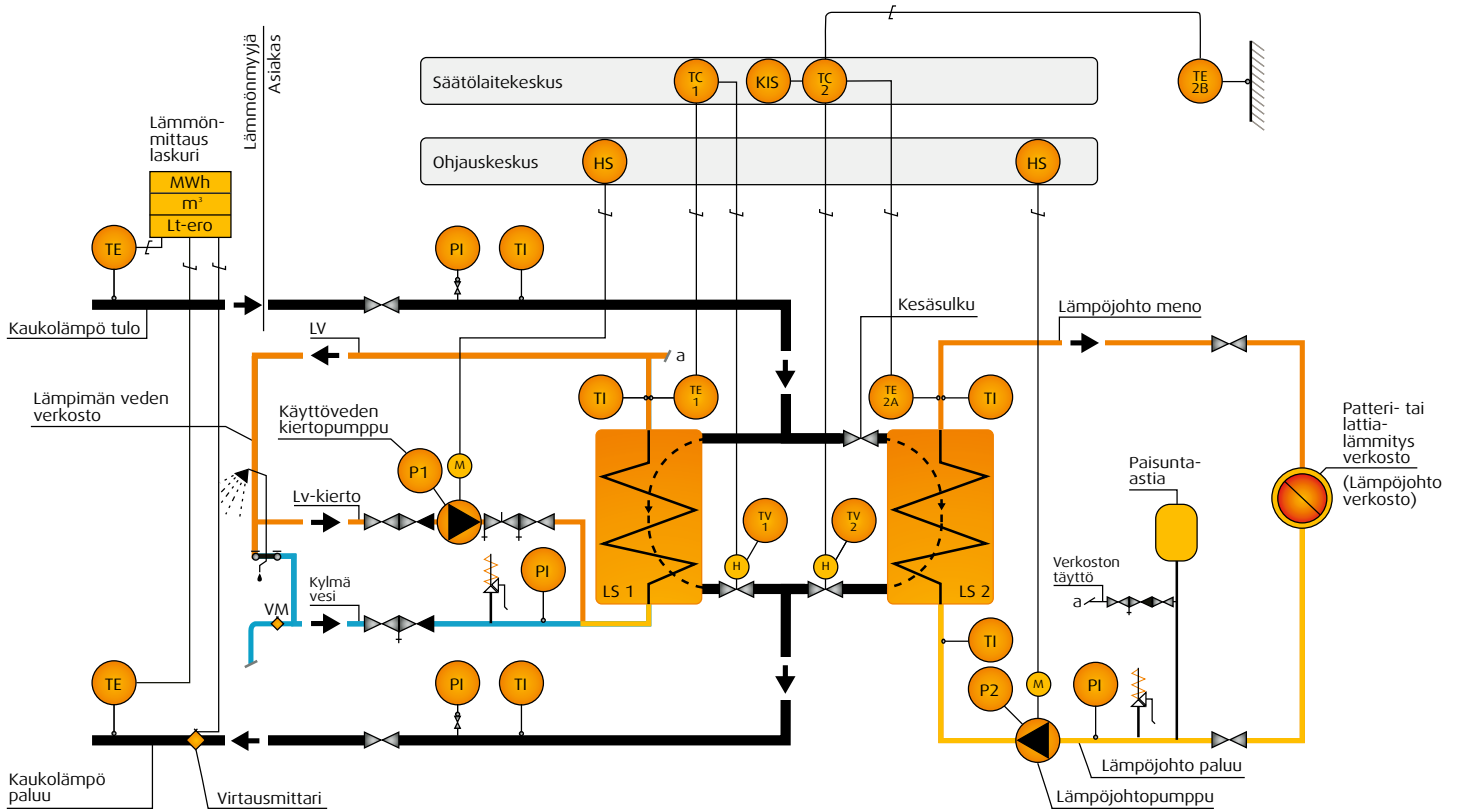 Lämmönmyyjä
Asiakas
Säätölaitekeskus
TC
1
KIS
TC
2
TE
2B
Lämmön-
mittaus
laskuri
MWh
m³
Lt-ero
Ohjauskeskus
HS
HS
TE
PI
TI
Kaukolämpö tulo
LV
a
Kesäsulku
Lämpöjohto meno
Lämpimän veden
verkosto
Käyttöveden
kiertopumppu
TI
TE
1
TE
2A
TI
Patteri- tai
lattia-
lämmitys
verkosto
(Lämpöjohto
verkosto)
P1
M
Paisunta-
astia
Lv-kierto
TV
1
TV
2
H
H
PI
Kylmä
vesi
VM
LS 1
LS 2
Verkoston
täyttö
a
TI
TE
PI
TI
P2
M
PI
Kaukolämpö
paluu
Virtausmittari
Lämpöjohto paluu
Lämpöjohtopumppu